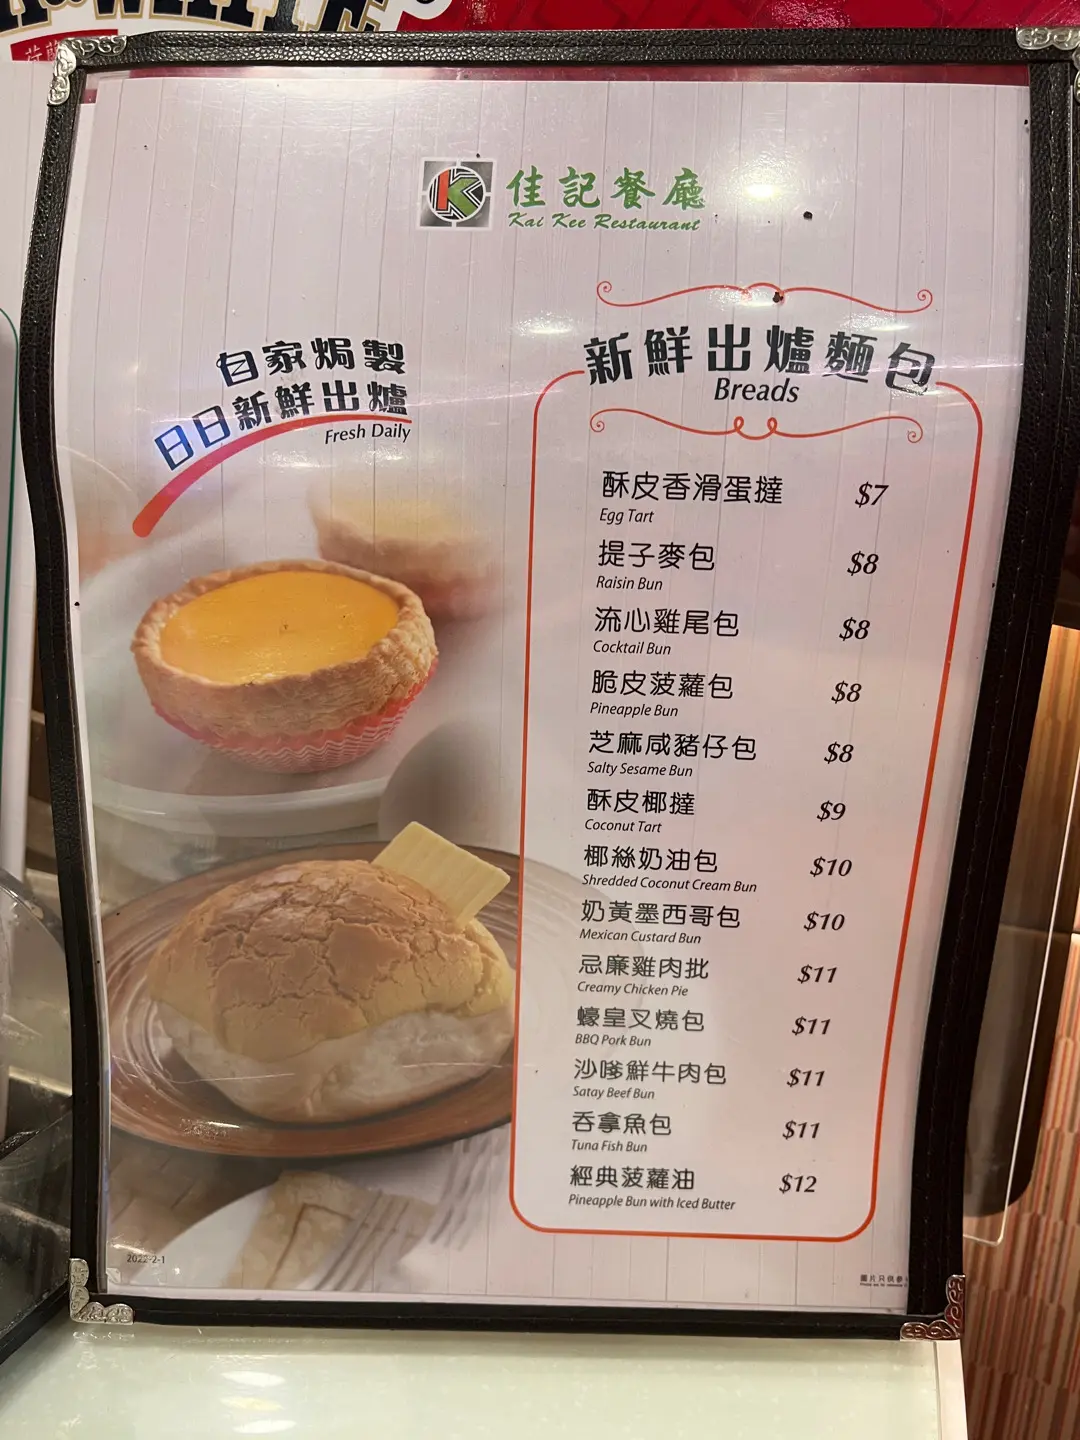 佳記餐廳
Kai Kee Restaurant
自家焗製
日日新鮮出爐
Fresh Daily
新鮮出爐麵包
Breads
酥皮香滑蛋撻 $7
Egg Tart
提子麥包 $8
Raisin Bun
流心雞尾包 $8
Cocktail Bun
脆皮菠蘿包 $8
Pineapple Bun
芝麻咸豬仔包 $8
Salty Sesame Bun
酥皮椰撻 $9
Coconut Tart
椰絲奶油包 $10
Shredded Coconut Cream Bun
奶黃墨西哥包 $10
Mexican Custard Bun
忌廉雞肉批 $11
Creamy Chicken Pie
蠔皇叉燒包 $11
BBQ Pork Bun
沙嗲鮮牛肉包 $11
Satay Beef Bun
吞拿魚包 $11
Tuna Fish Bun
經典菠蘿油 $12
Pineapple Bun with Iced Butter
2022-2-1
圖片只供參